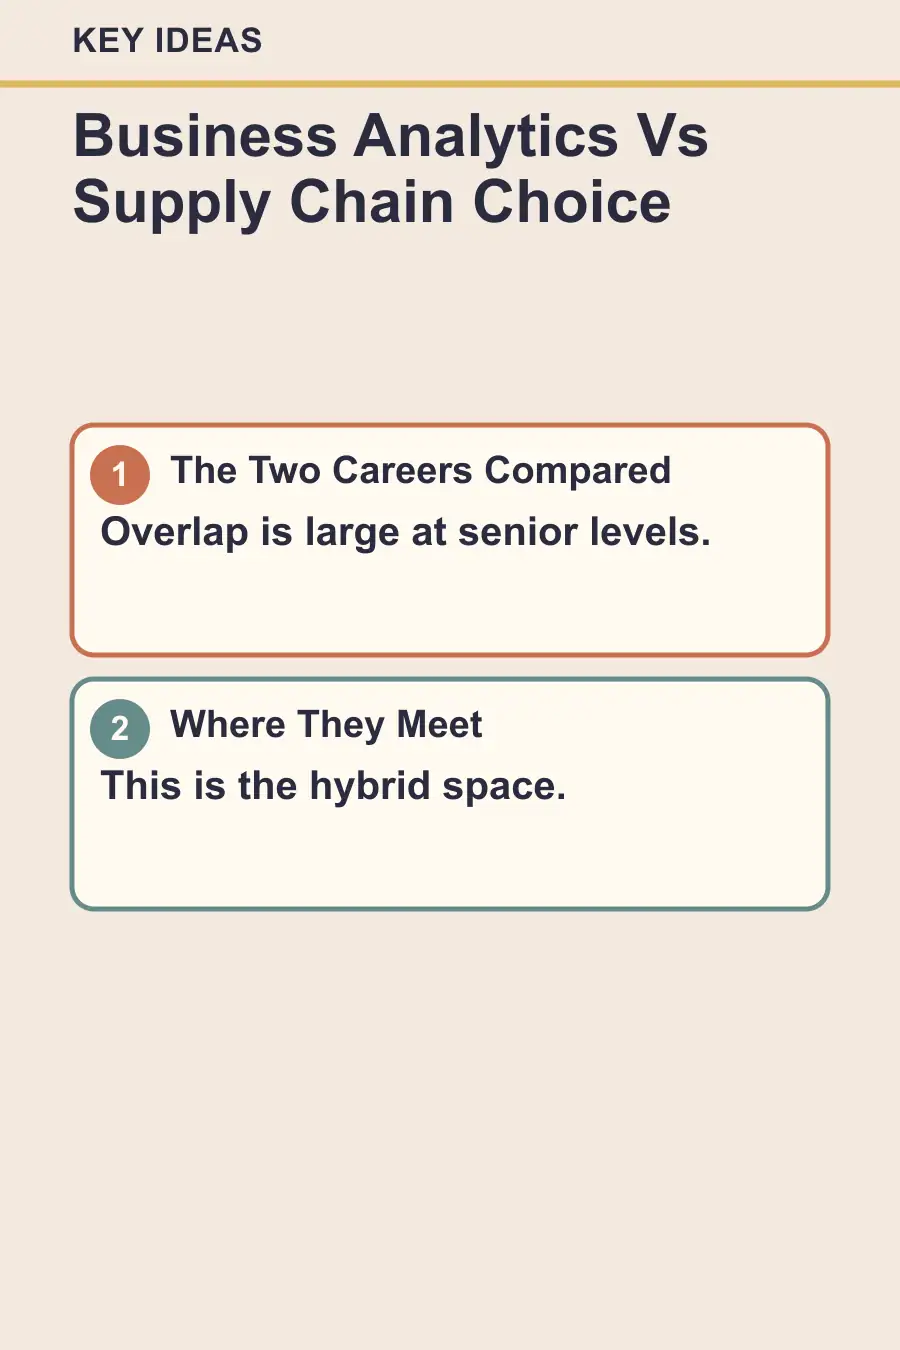 KEY IDEAS
Business Analytics Vs
Supply Chain Choice
1 The Two Careers Compared
Overlap is large at senior levels.
2 Where They Meet
This is the hybrid space.